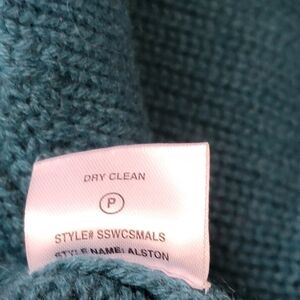 DRY CLEAN
P
STYLE# SSWCSMALS
STYLE NAME: ALSTON